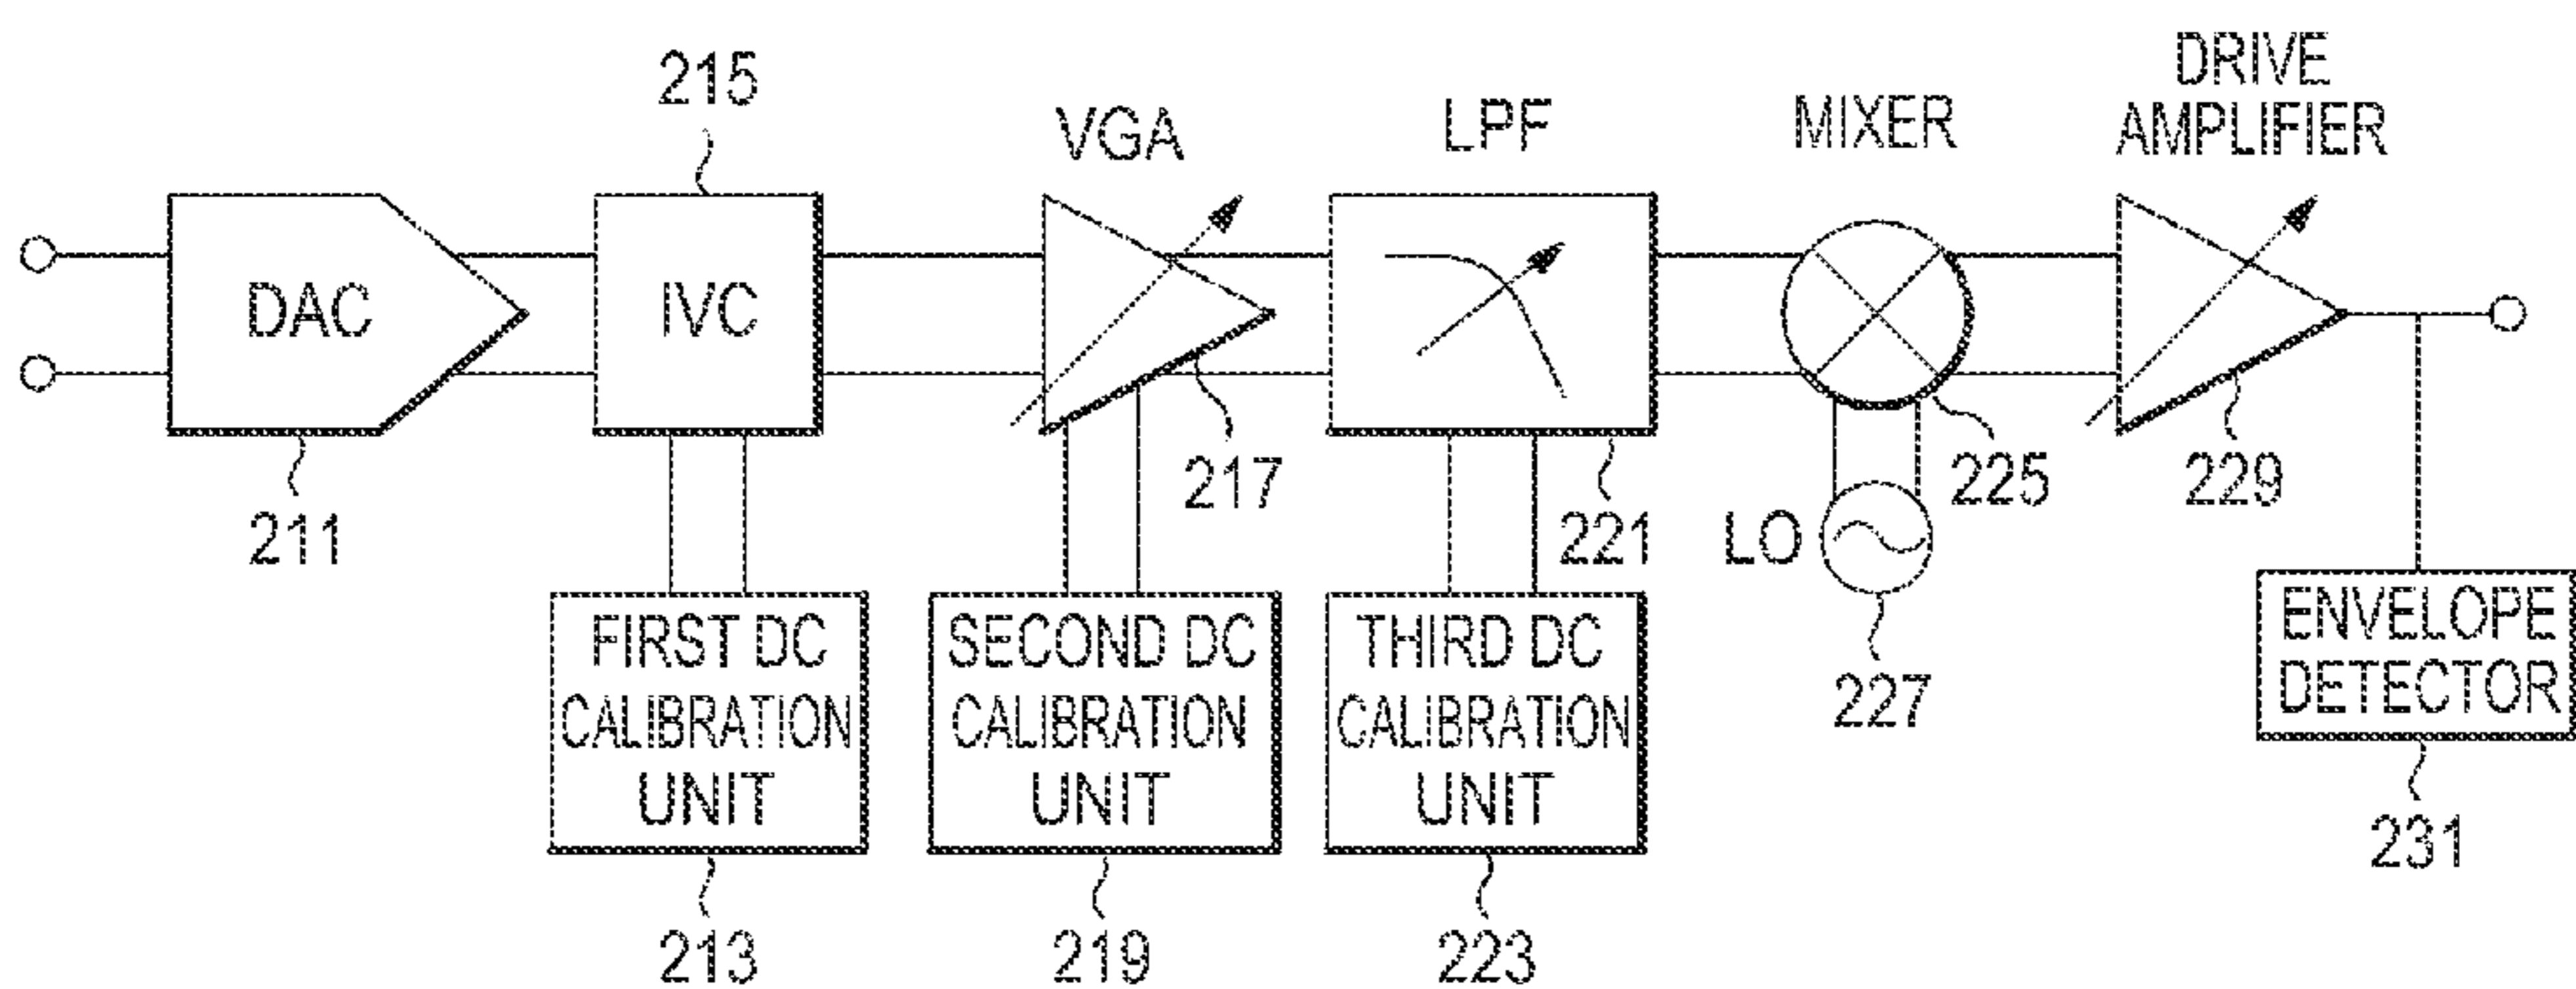 215
VGA
LPF
MIXER
DRIVE
AMPLIFIER
DAC
IVC
211
217
221
LO
225
229
227
FIRST DC
CALIBRATION
UNIT
SECOND DC
CALIBRATION
UNIT
THIRD DC
CALIBRATION
UNIT
ENVELOPE
DETECTOR
213
219
223
231